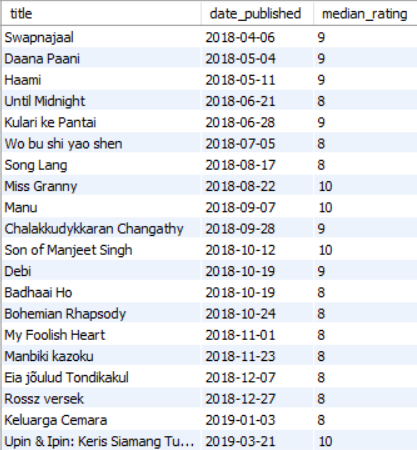 title date_published median_rating
Swapnajaal 2018-04-06 9
Daana Paani 2018-05-04 9
Haami 2018-05-11 9
Until Midnight 2018-06-21 8
Kulari ke Pantai 2018-06-28 9
Wo bu shi yao shen 2018-07-05 8
Song Lang 2018-08-17 8
Miss Granny 2018-08-22 10
Manu 2018-09-07 10
Chalakkudykkaran Changathy 2018-09-28 9
Son of Manjeet Singh 2018-10-12 10
Debi 2018-10-19 9
Badhaai Ho 2018-10-19 8
Bohemian Rhapsody 2018-10-24 8
My Foolish Heart 2018-11-01 8
Manbiki kazoku 2018-11-23 8
Eia jõulud Tondikakul 2018-12-07 8
Rossz versek 2018-12-27 8
Keluarga Cemara 2019-01-03 8
Upin & Ipin: Keris Siamang Tu... 2019-03-21 10